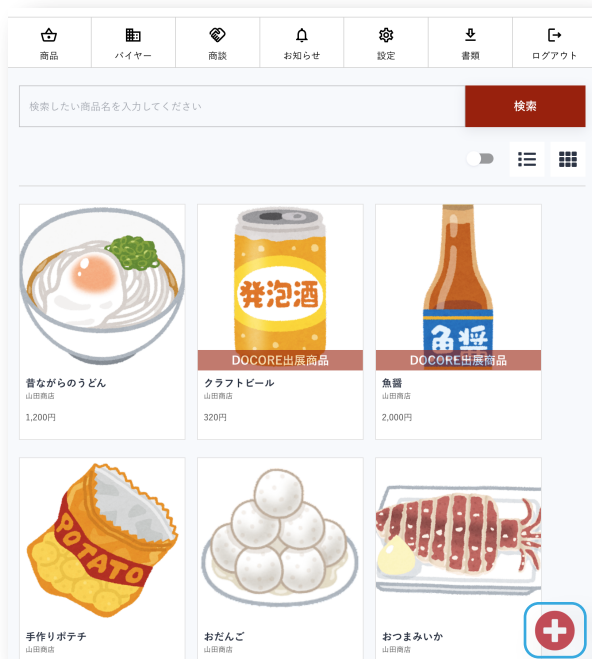 商品
バイヤー
商談
お知らせ
設定
書類
ログアウト
検索したい商品名を入力してください
検索
発泡酒
魚醤
DOCORE出展商品
DOCORE出展商品
昔ながらのうどん
山田商店
1,200円
クラフトビール
山田商店
320円
魚醤
山田商店
2,000円
POTATO
手作りポテチ
山田商店
おだんご
山田商店
おつまみいか
山田商店